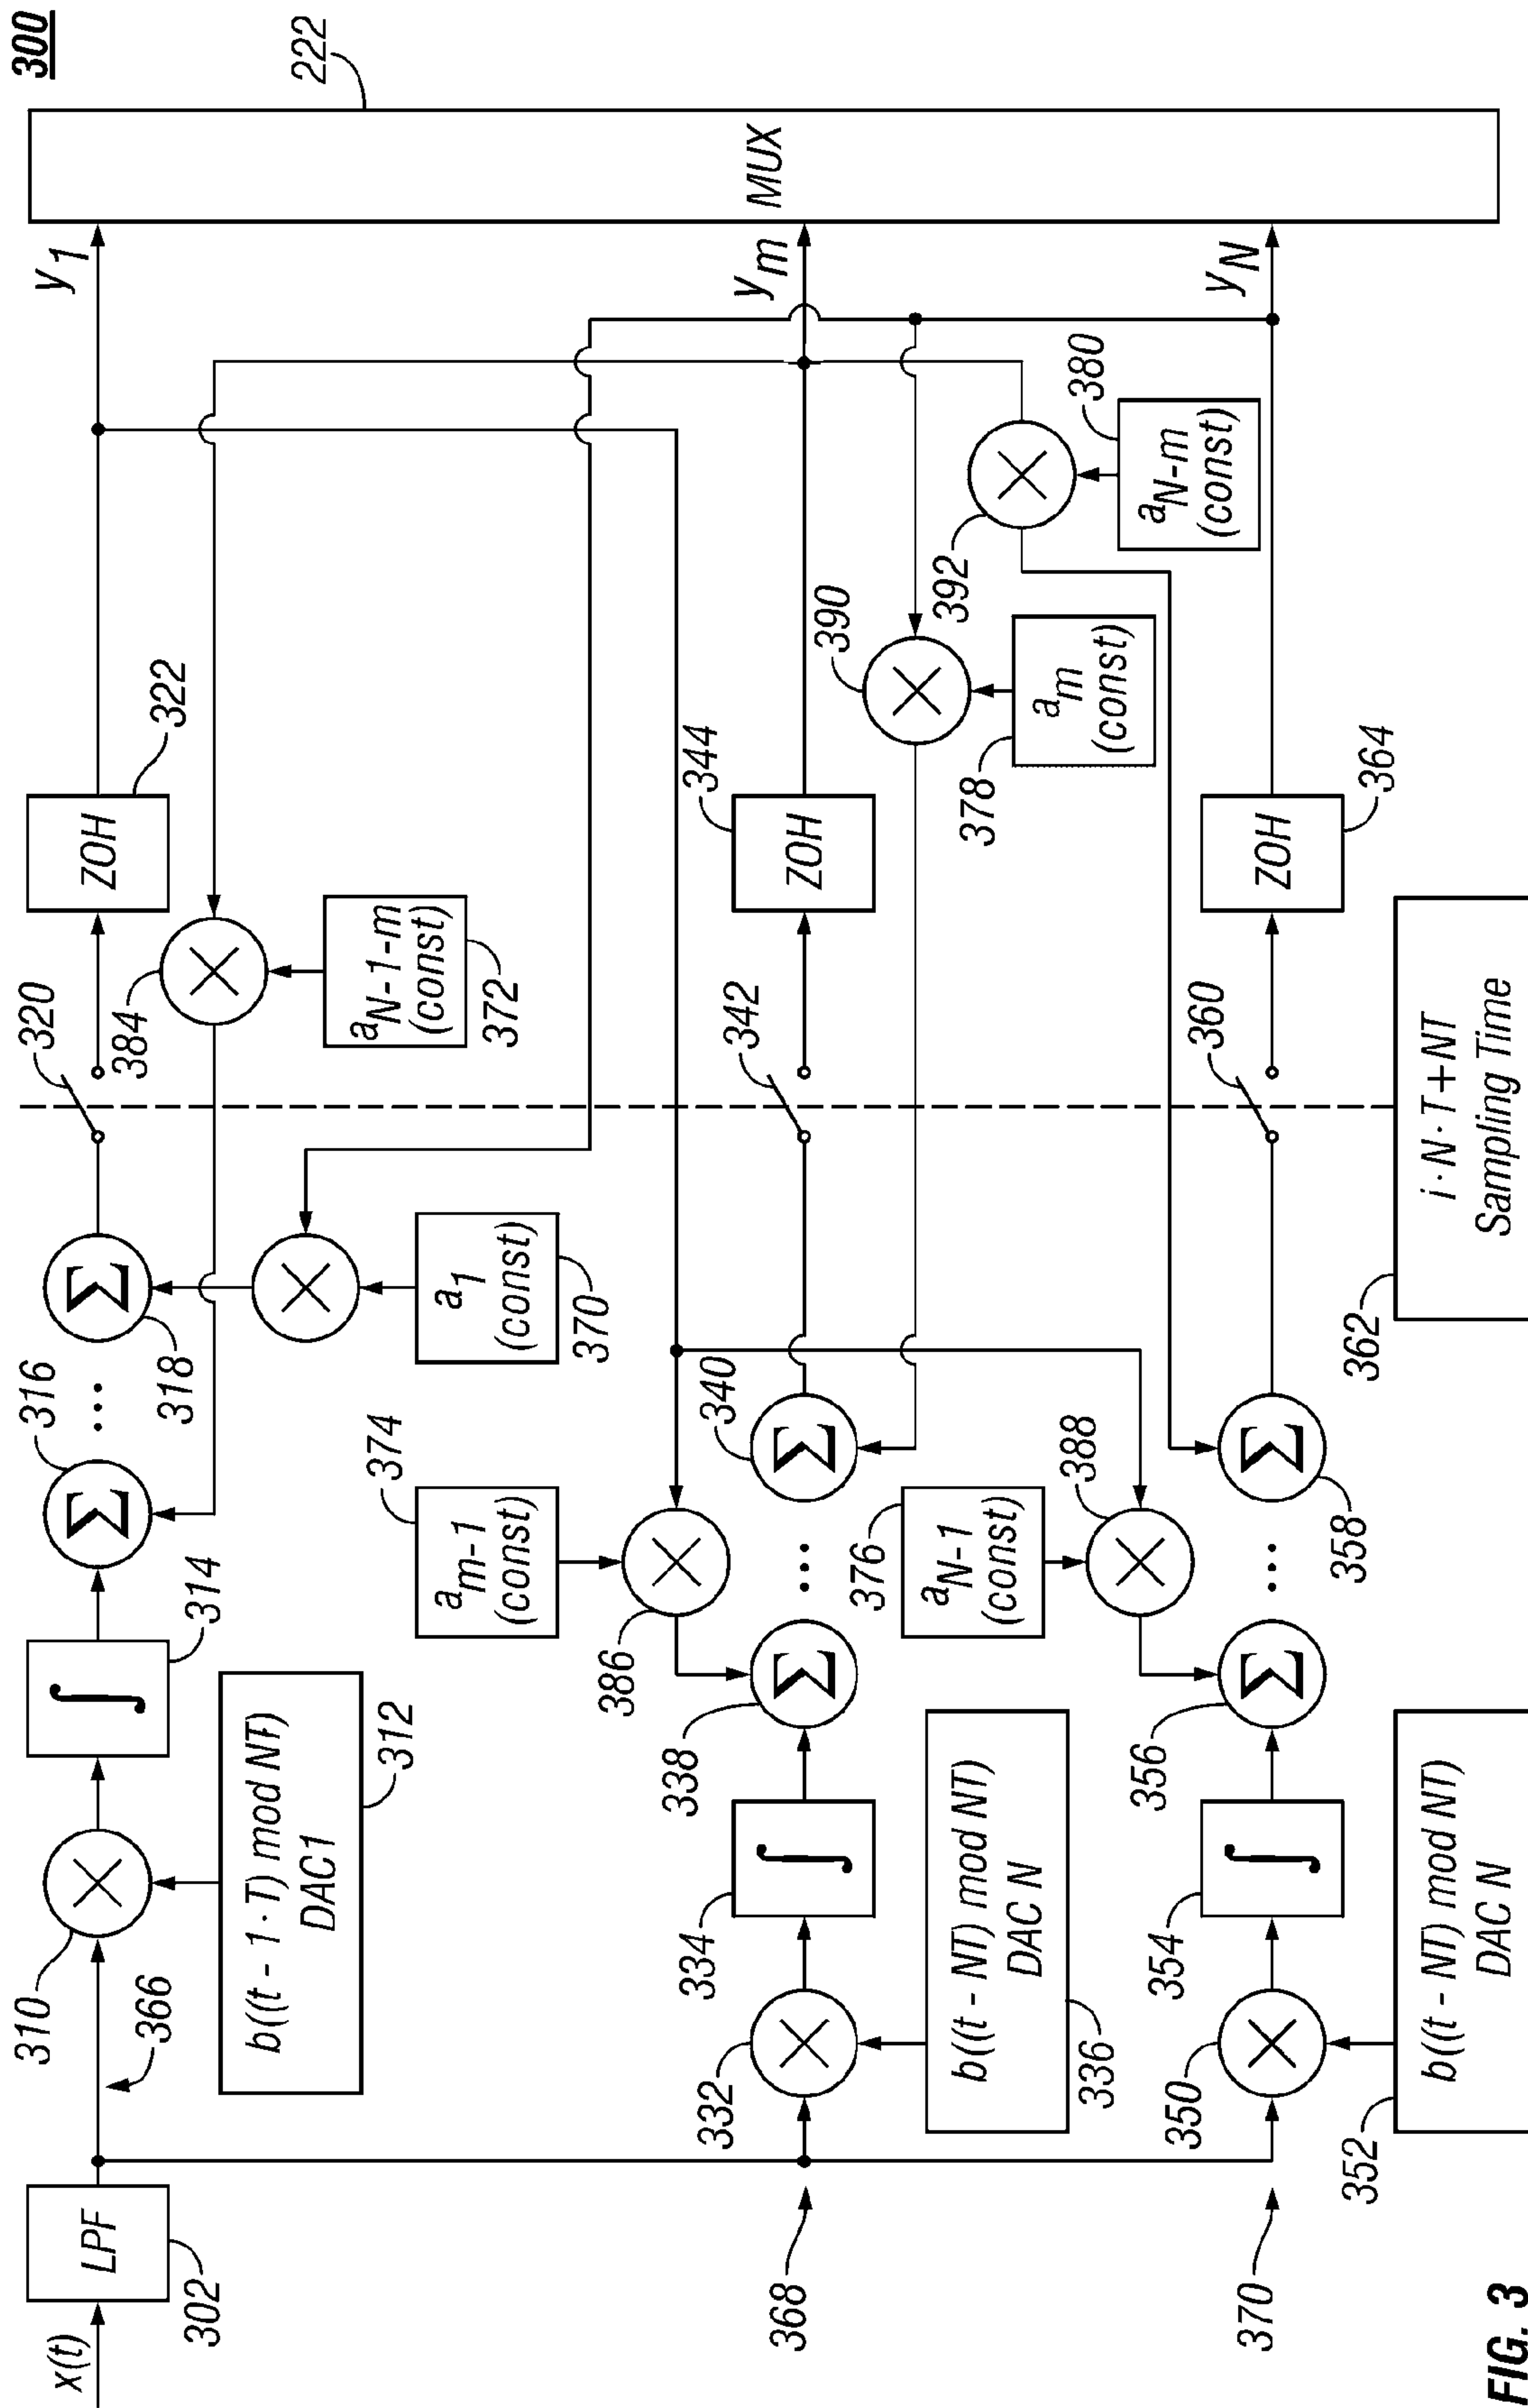 300
x(t)
LPF
302
366
310
b((t - 1·T) mod NT)
DAC1
312
∫
314
Σ
316
...
Σ
318
320
ZOH
322
y1
MUX
222
384
aN-1-m
(const)
372
a1
(const)
370
374
am-1
(const)
386
368
332
b((t - NT) mod NT)
DAC N
336
∫
334
Σ
338
...
Σ
340
342
ZOH
344
ym
390
am
(const)
378
392
aN-m
(const)
380
376
aN-1
(const)
388
370
350
b((t - NT) mod NT)
DAC N
352
∫
354
Σ
356
...
Σ
358
360
ZOH
364
yN
i·N·T+NT
Sampling Time
362
FIG. 3